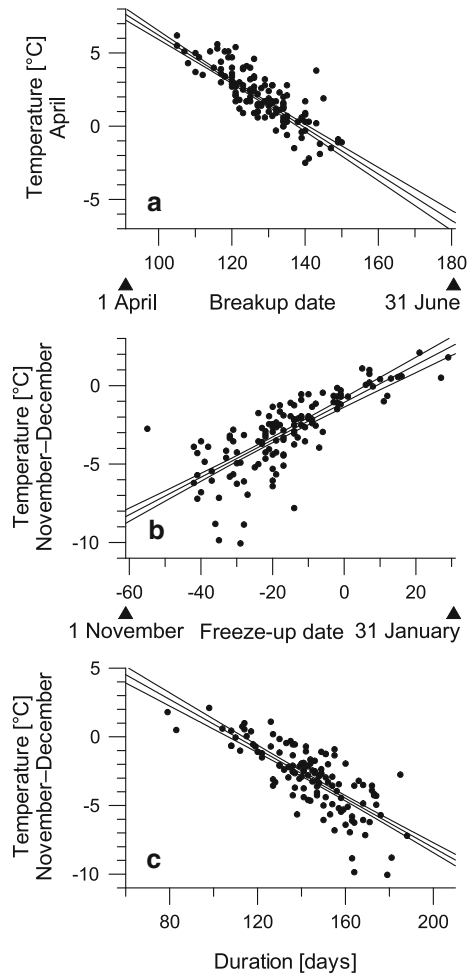 Temperature [°C]
April
5
0
-5
a
100
120
140
160
180
1 April
Breakup date
31 June
Temperature [°C]
November–December
0
-5
-10
b
-60
-40
-20
0
20
1 November
Freeze-up date
31 January
Temperature [°C]
November–December
5
0
-5
-10
c
80
120
160
200
Duration [days]